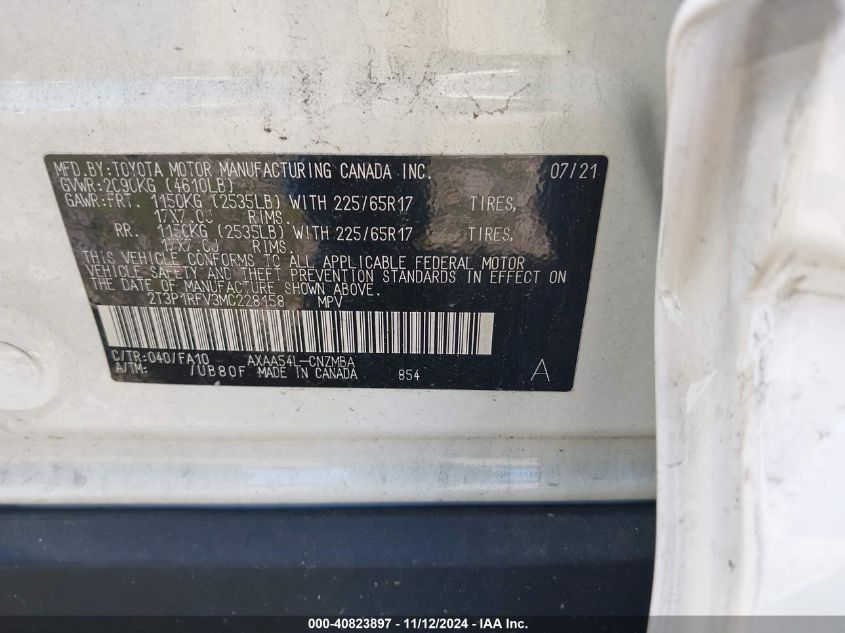 MFD.BY:TOYOTA MOTOR MANUFACTURING CANADA INC. 07/21
GVWR:2090KG (4610LB)
GAWR:FRT. 1150KG (2535LB) WITH 225/65R17 TIRES,
17X7.0J RIMS.
RR. 1150KG (2535LB) WITH 225/65R17 TIRES,
17X7.0J RIMS.
THIS VEHICLE CONFORMS TO ALL APPLICABLE FEDERAL MOTOR
VEHICLE SAFETY AND THEFT PREVENTION STANDARDS IN EFFECT ON
THE DATE OF MANUFACTURE SHOWN ABOVE.
2T3P1RFV3MC228158 MPV
C/TR:040/FA10 AXAA54L-CNZMBA
A/TM: /UB80F MADE IN CANADA 854 A
000-40823897 - 11/12/2024 - IAA Inc.